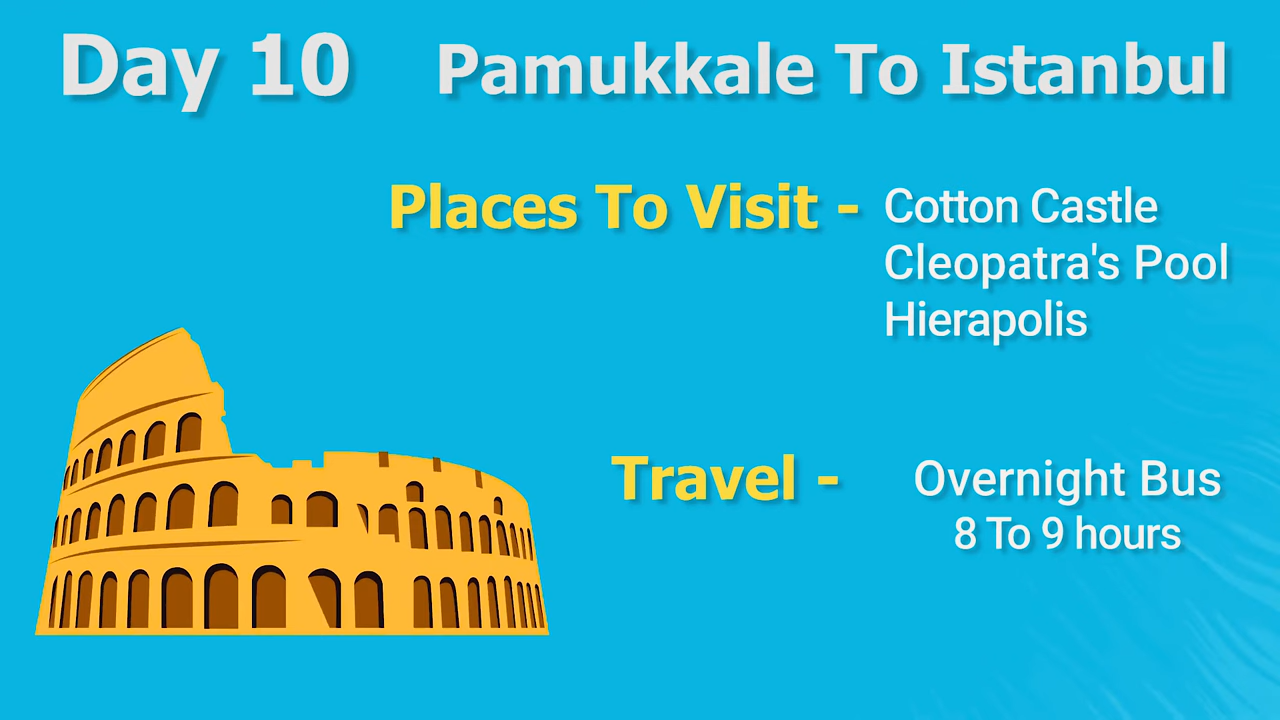 Day 10 Pamukkale To Istanbul
Places To Visit - Cotton Castle
Cleopatra's Pool
Hierapolis
Travel - Overnight Bus
8 To 9 hours